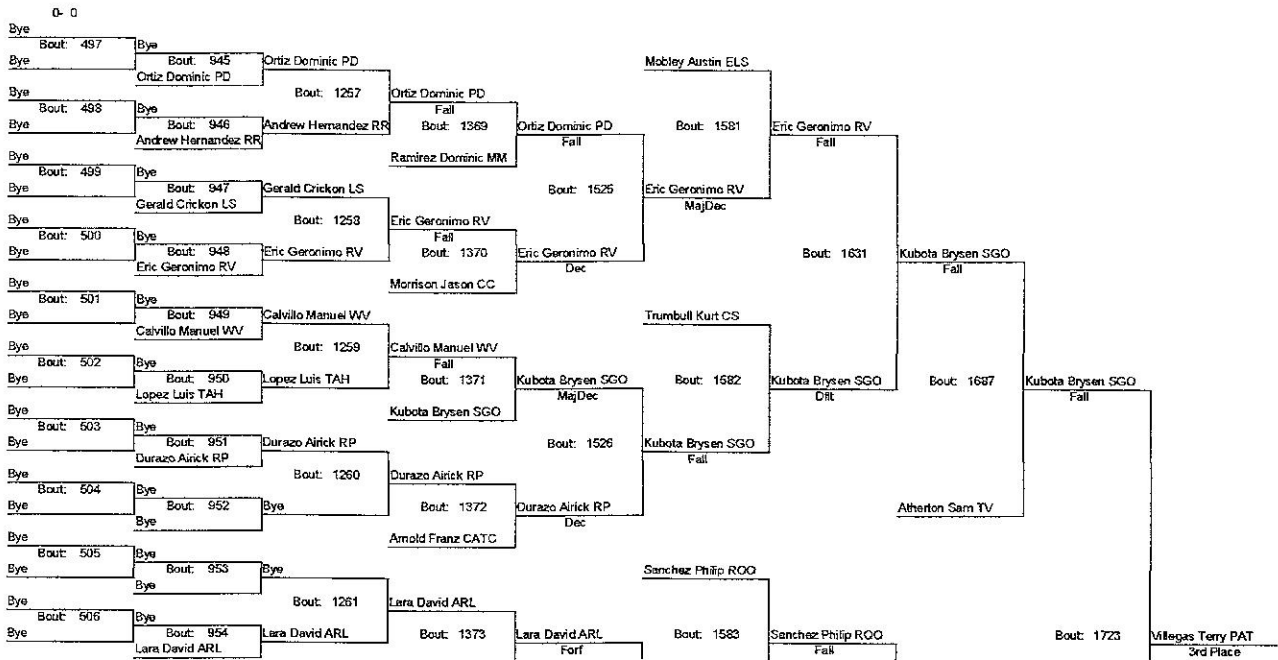 0- 0
Bye
Bout: 497 Bye
Bye Bout: 945 Ortiz Dominic PD Mobley Austin ELS
Ortiz Dominic PD
Bout: 1257 Ortiz Dominic PD
Bye Fall
Bout: 498 Bye
Bye Bout: 946 Andrew Hernandez RR Bout: 1369 Ortiz Dominic PD Bout: 1581 Eric Geronimo RV
Andrew Hernandez RR Fall Fall
Bye Ramirez Dominic MM
Bout: 499 Bye
Bye Bout: 947 Gerald Crickon LS Bout: 1525 Eric Geronimo RV
Gerald Crickon LS MajDec
Bye Bout: 1258 Eric Geronimo RV
Bout: 500 Bye Fall
Bye Bout: 948 Eric Geronimo RV Bout: 1370 Eric Geronimo RV Bout: 1631 Kubota Brysen SGO
Eric Geronimo RV Dec Fall
Bye Morrison Jason CC
Bout: 501 Bye
Bye Bout: 949 Calvillo Manuel WV Trumbull Kurt CS
Calvillo Manuel WV
Bye Bout: 1259 Calvillo Manuel WV
Bout: 502 Bye Fall
Bye Bout: 950 Lopez Luis TAH Bout: 1371 Kubota Brysen SGO Bout: 1582 Kubota Brysen SGO Bout: 1687 Kubota Brysen SGO
Lopez Luis TAH MajDec Dflt Fall
Bye Kubota Brysen SGO
Bout: 503 Bye
Bye Bout: 951 Durazo Airick RP Bout: 1526 Kubota Brysen SGO
Durazo Airick RP Fall
Bye Bout: 1260 Durazo Airick RP
Bout: 504 Bye
Bye Bout: 952 Bye Bout: 1372 Durazo Airick RP Atherton Sam TV
Bye Dec
Bye Arnold Franz CATC
Bout: 505 Bye
Bye Bout: 953 Bye Sanchez Philip ROO
Bye
Bye Bout: 1261 Lara David ARL
Bout: 506 Bye
Bye Bout: 954 Lara David ARL Bout: 1373 Lara David ARL Bout: 1583 Sanchez Philip ROO Bout: 1723 Villegas Terry PAT
Lara David ARL Forf Fall 3rd Place